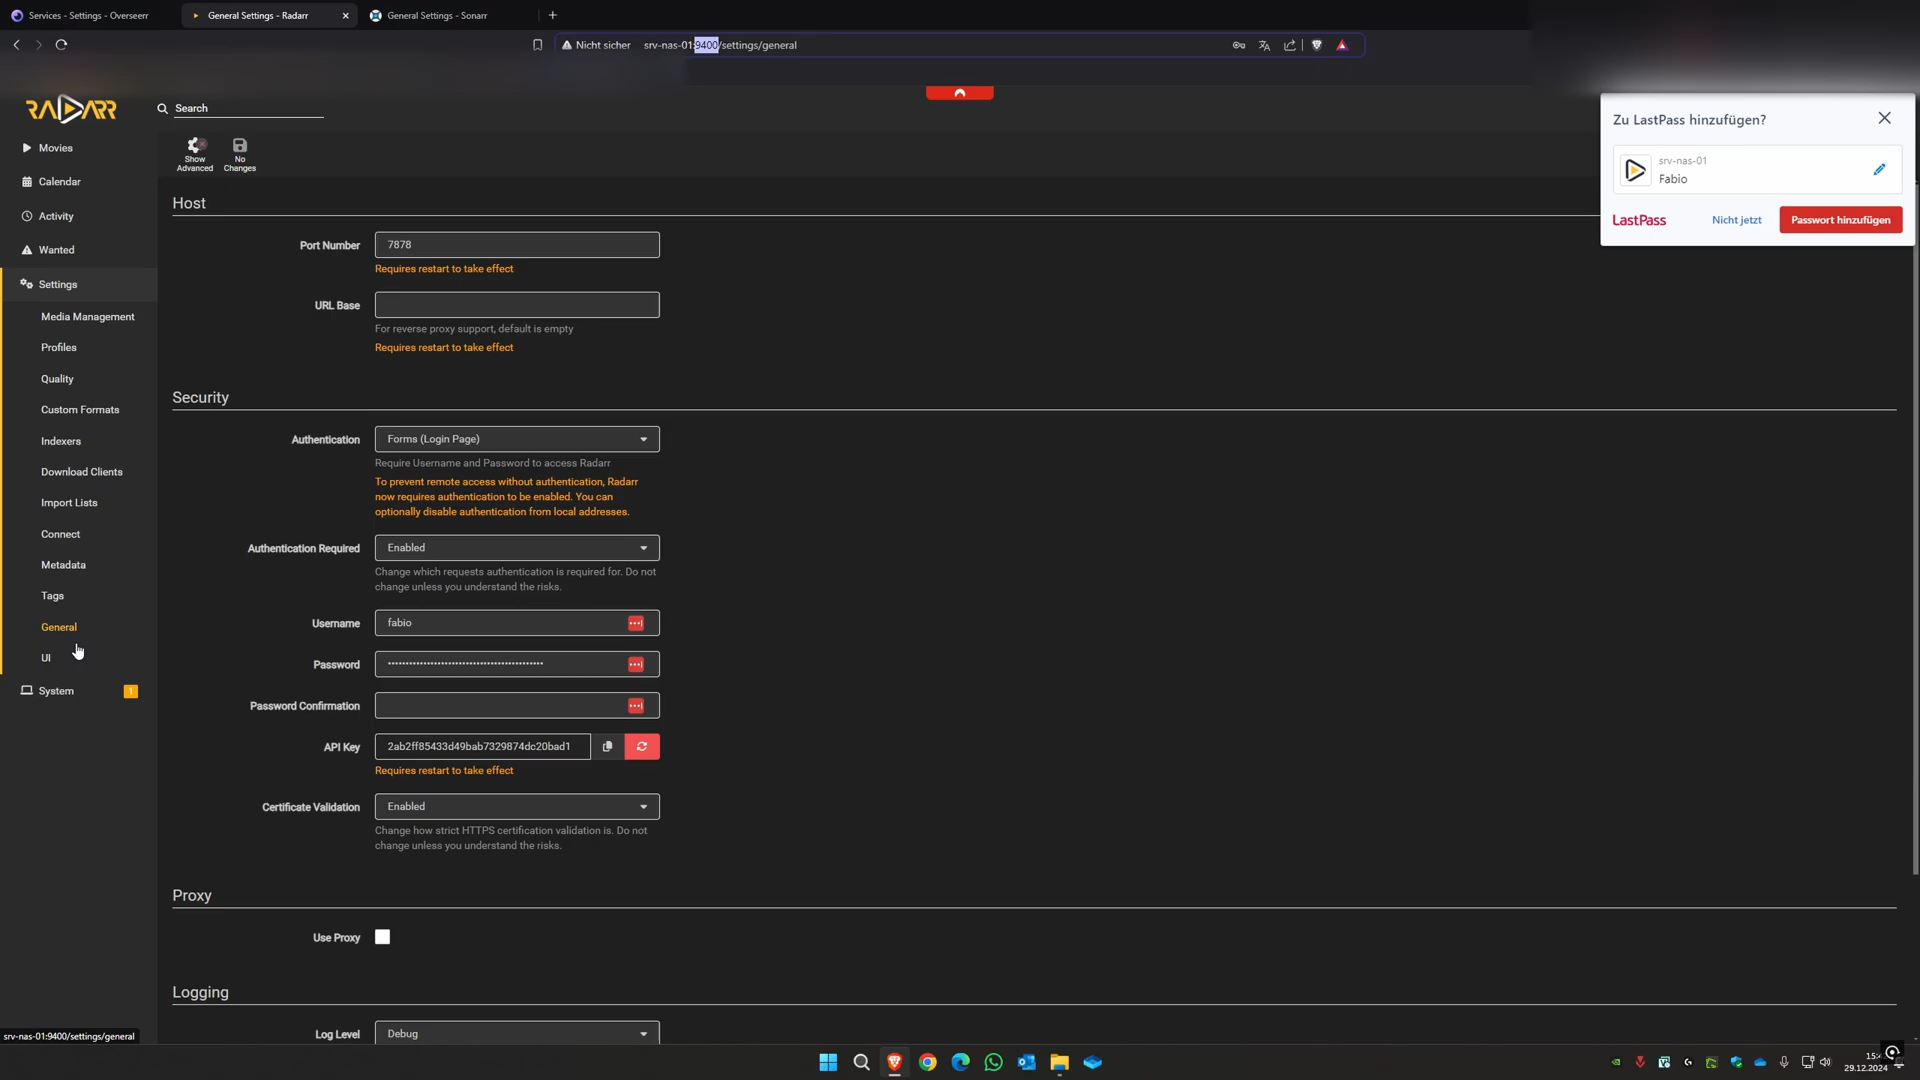 Services - Settings - Overseerr
General Settings - Radarr
General Settings - Sonarr
Nicht sicher
srv-nas-01:9400/settings/general
RADARR
Search
Zu LastPass hinzufügen?
srv-nas-01
Fabio
LastPass
Nicht jetzt
Passwort hinzufügen
Movies
Calendar
Activity
Wanted
Settings
Media Management
Profiles
Quality
Custom Formats
Indexers
Download Clients
Import Lists
Connect
Metadata
Tags
General
UI
System
1
Show
Advanced
No
Changes
Host
Port Number
7878
Requires restart to take effect
URL Base
For reverse proxy support, default is empty
Requires restart to take effect
Security
Authentication
Forms (Login Page)
Require Username and Password to access Radarr
To prevent remote access without authentication, Radarr
now requires authentication to be enabled. You can
optionally disable authentication from local addresses.
Authentication Required
Enabled
Change which requests authentication is required for. Do not
change unless you understand the risks.
Username
fabio
Password
Password Confirmation
API Key
2ab2ff85433d49bab7329874dc20bad1
Requires restart to take effect
Certificate Validation
Enabled
Change how strict HTTPS certification validation is. Do not
change unless you understand the risks.
Proxy
Use Proxy
Logging
Log Level
Debug
srv-nas-01:9400/settings/general
29.12.2024